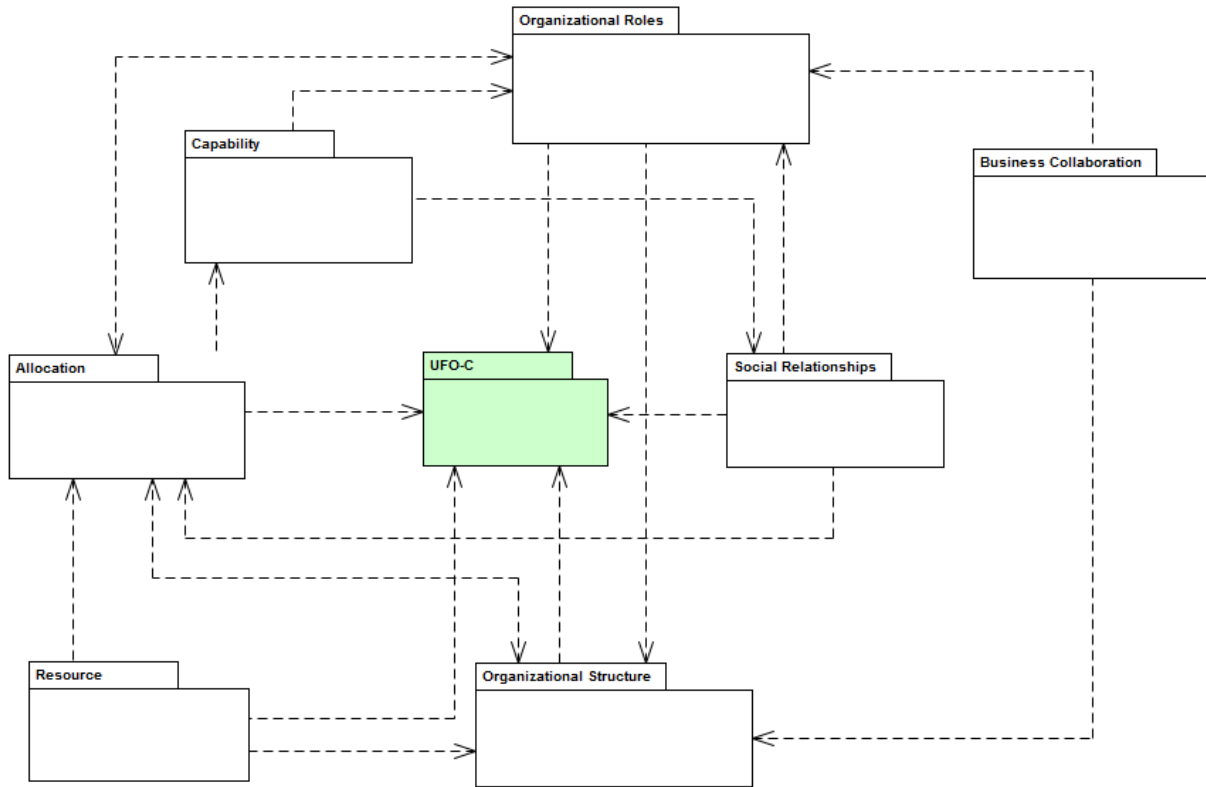 Organizational Roles
Capability
Business Collaboration
Allocation
UFO-C
Social Relationships
Resource
Organizational Structure